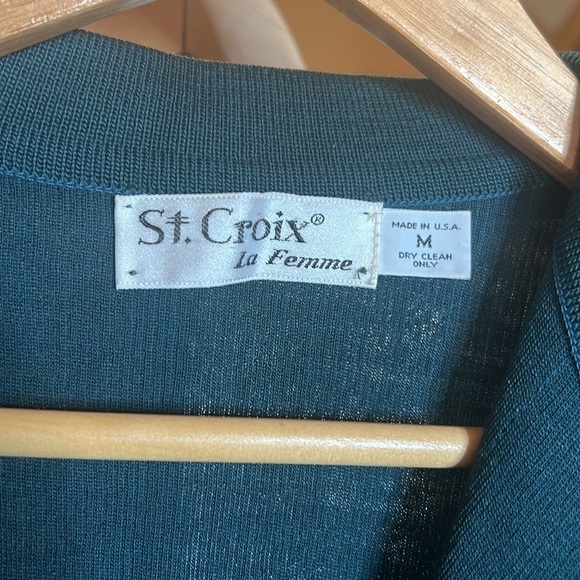 St. Croix®
La Femme
MADE IN U.S.A.
M
DRY CLEAN
ONLY